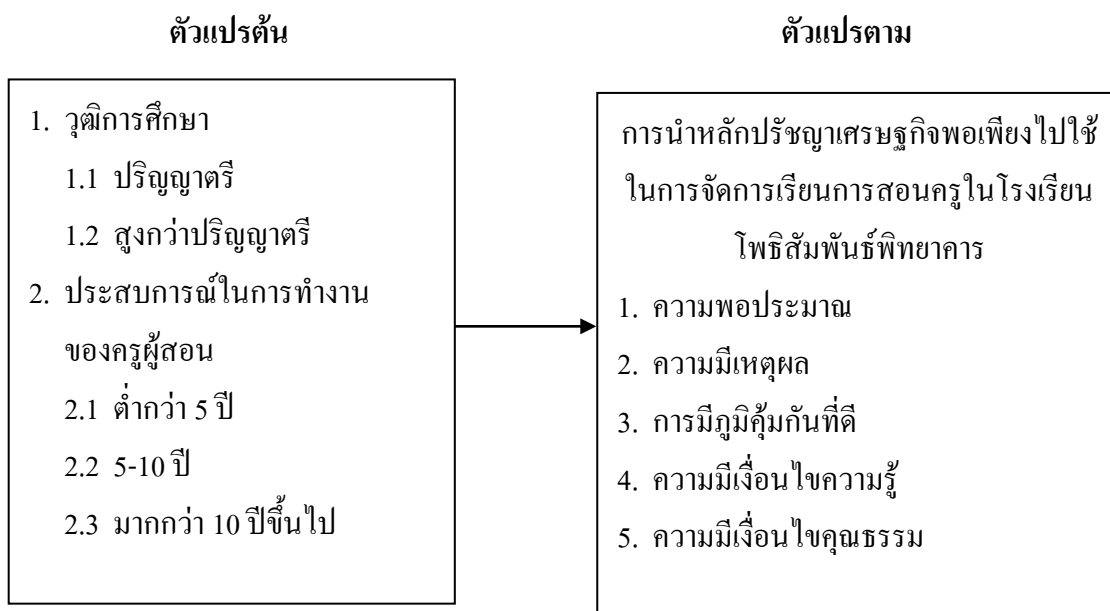 ตัวแปรต้น
1. วุฒิการศึกษา
1.1 ปริญญาตรี
1.2 สูงกว่าปริญญาตรี
2. ประสบการณ์ในการทำงาน
ของครูผู้สอน
2.1 ต่ำกว่า 5 ปี
2.2 5-10 ปี
2.3 มากกว่า 10 ปีขึ้นไป
ตัวแปรตาม
การนำหลักปรัชญาเศรษฐกิจพอเพียงไปใช้
ในการจัดการเรียนการสอนครูในโรงเรียน
โพธิสัมพันธ์พิทยาคาร
1. ความพอประมาณ
2. ความมีเหตุผล
3. การมีภูมิคุ้มกันที่ดี
4. ความมีเงื่อนไขความรู้
5. ความมีเงื่อนไขคุณธรรม